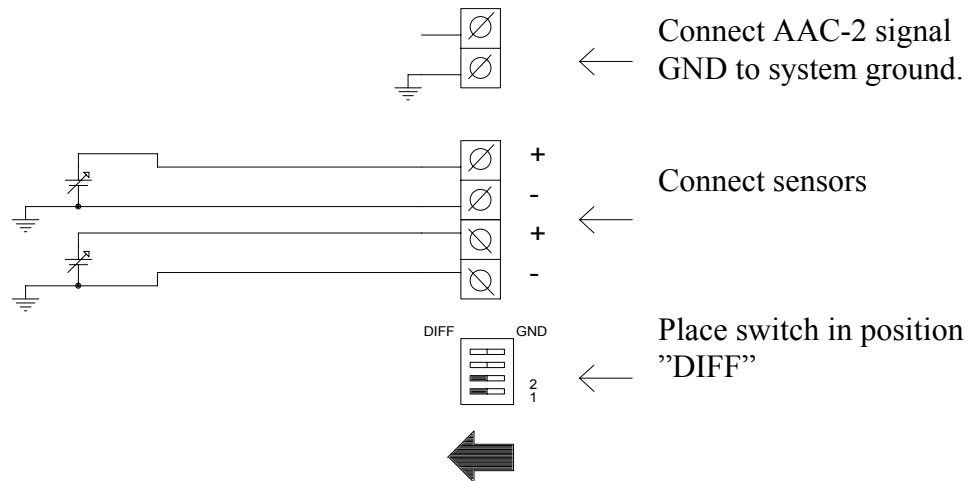 Connect AAC-2 signal
GND to system ground.
+
-
Connect sensors
+
-
DIFF GND
Place switch in position
”DIFF”
2
1